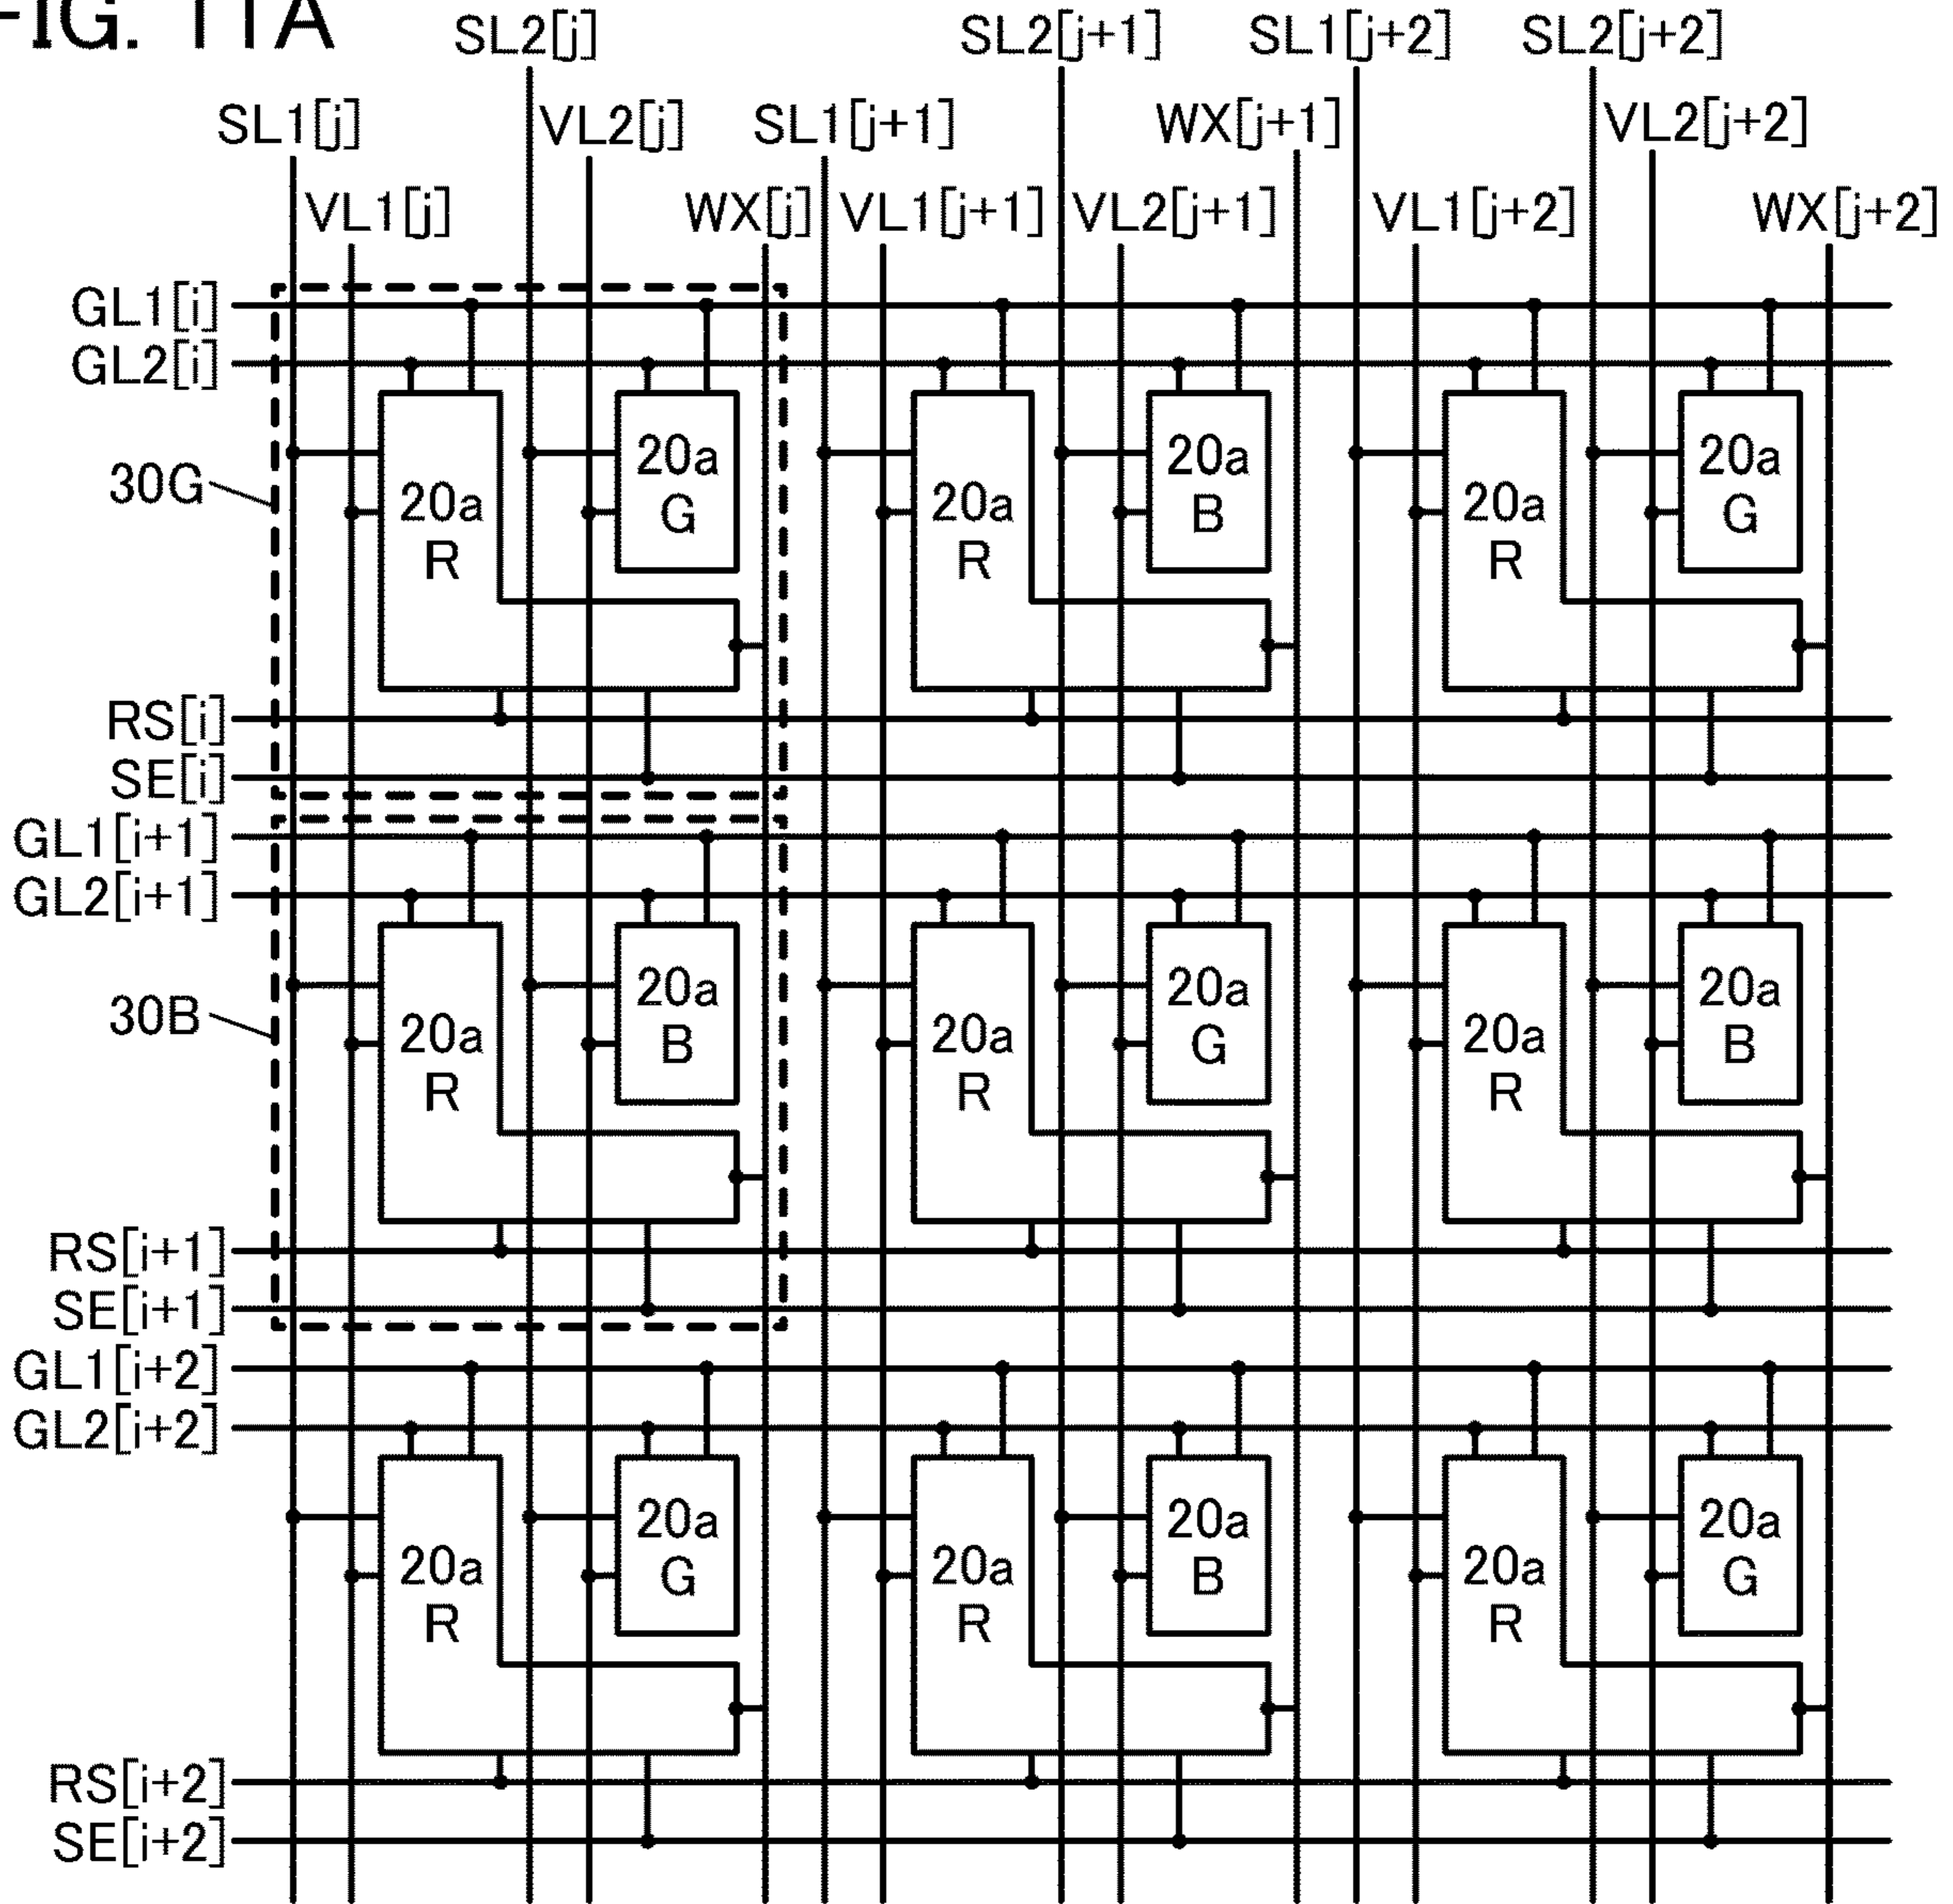 FIG. 11A
SL2[j] SL2[j+1] SL1[j+2] SL2[j+2]
SL1[j] VL2[j] SL1[j+1] WX[j+1] VL2[j+2]
VL1[j] WX[j] VL1[j+1] VL2[j+1] VL1[j+2] WX[j+2]
GL1[i]
GL2[i]
20a 20a 20a
30G 20a G 20a B 20a G
R R R
RS[i]
SE[i]
GL1[i+1]
GL2[i+1]
20a 20a 20a
30B 20a B 20a G 20a B
R R R
RS[i+1]
SE[i+1]
GL1[i+2]
GL2[i+2]
20a 20a 20a
20a G 20a B 20a G
R R R
RS[i+2]
SE[i+2]